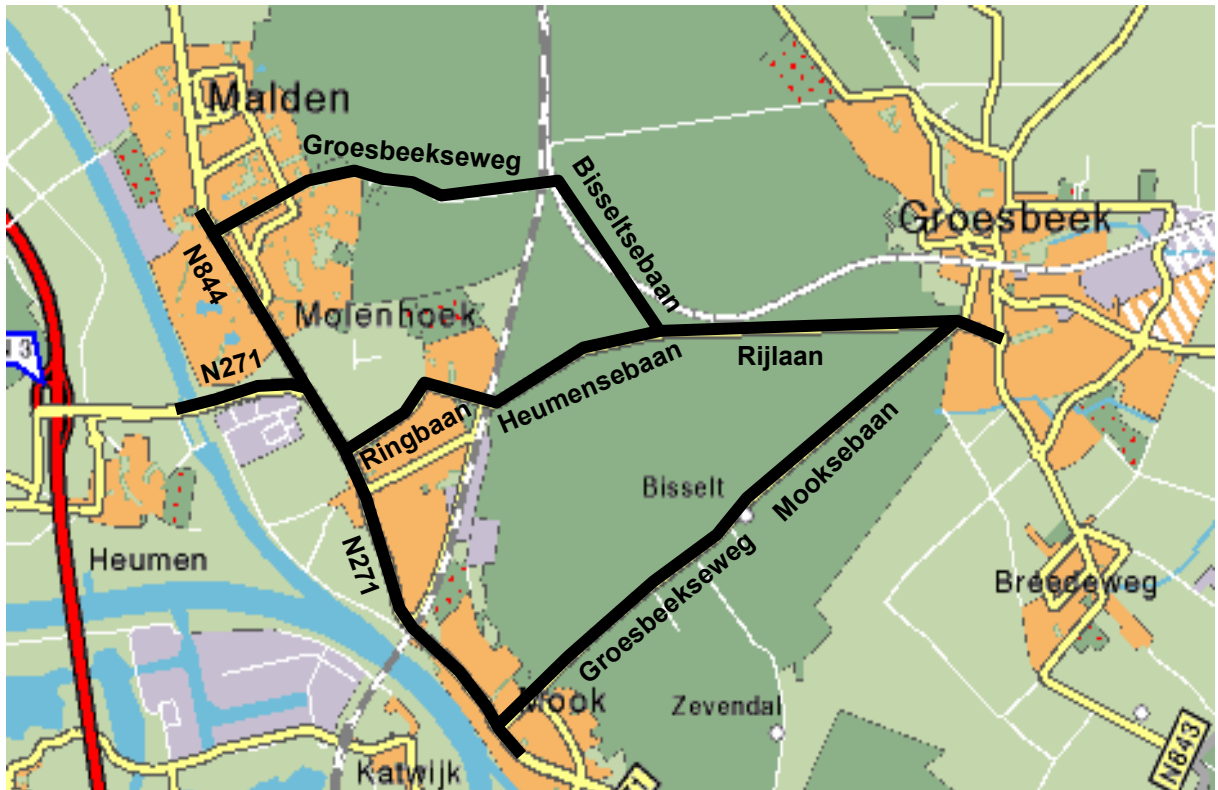 Malden
Groesbeekseweg
Bisseltsebaan
Groesbeek
N844
Molenhoek
N271
3
Ringbaan
Heumensebaan
Rijlaan
Mooksebaan
Bisselt
Heumen
N271
Groesbeekseweg
Breedeweg
Mook
Zevendal
Katwijk
N843